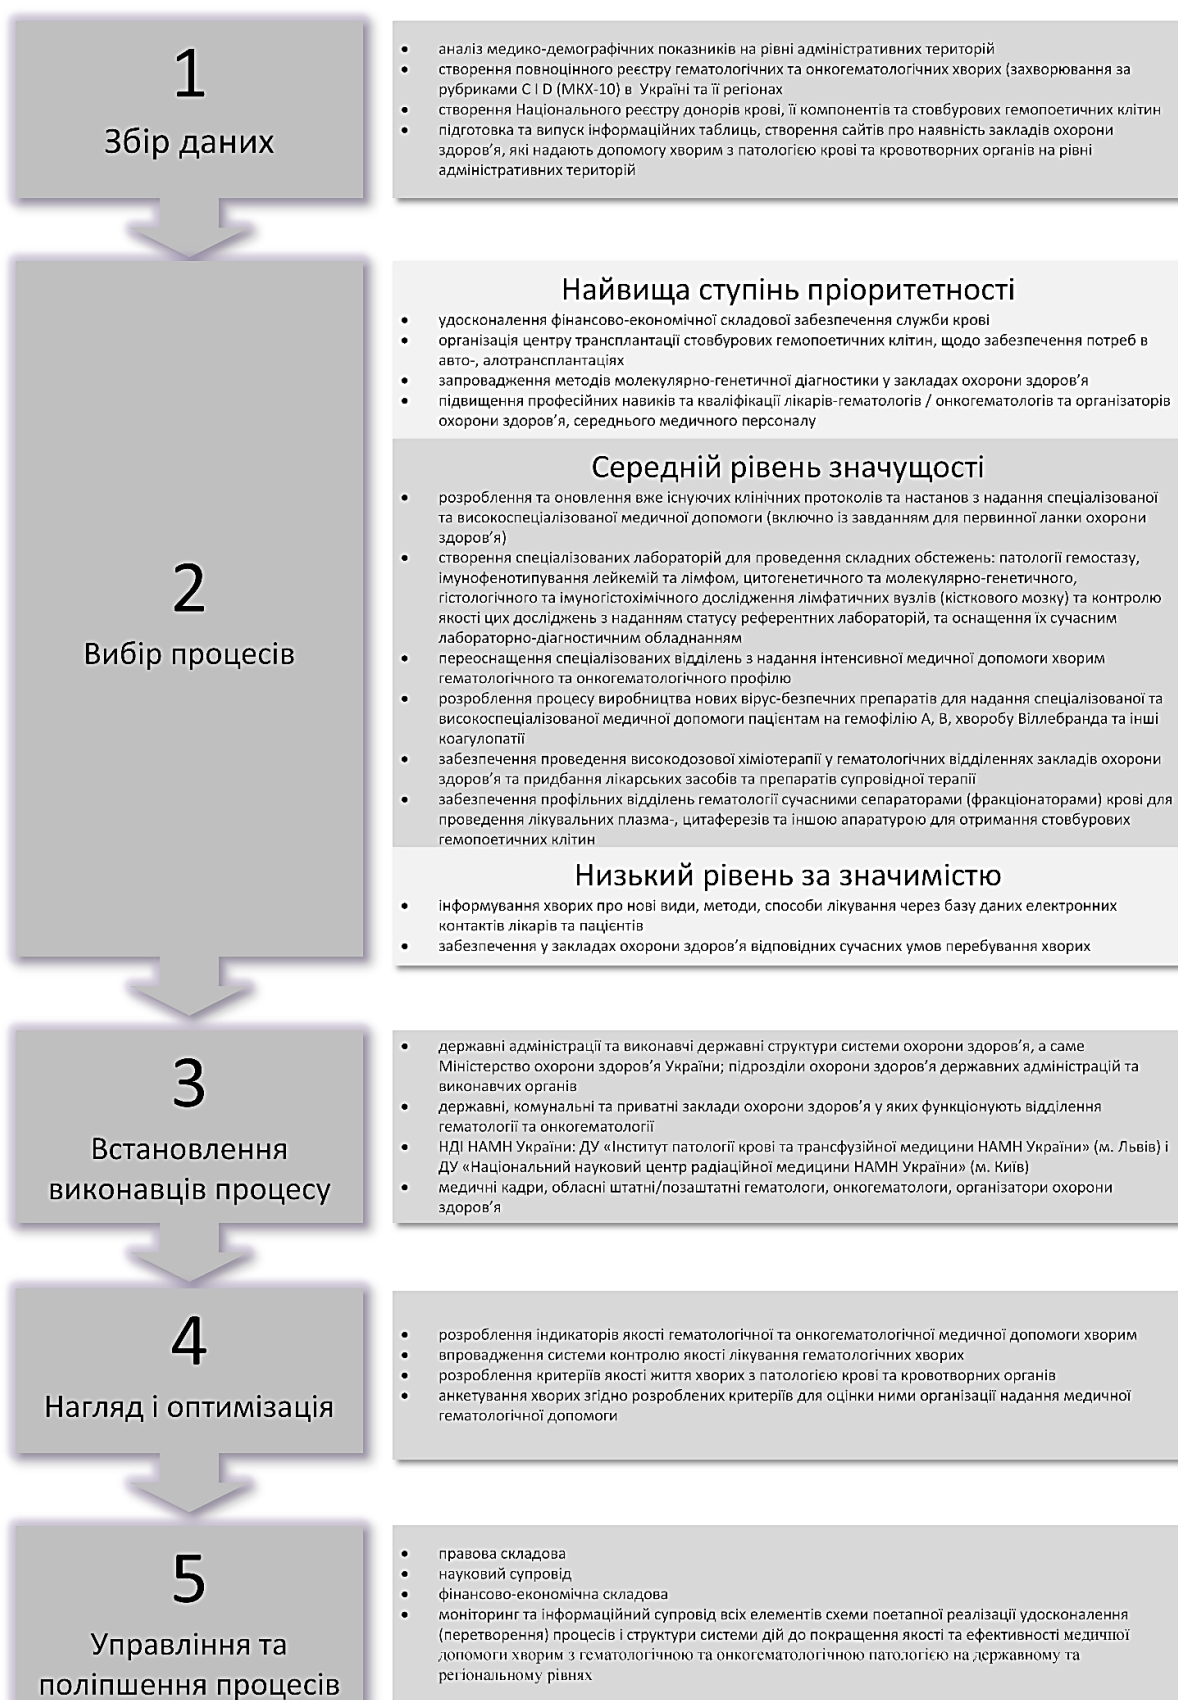 1
Збір даних
• аналіз медико-демографічних показників на рівні адміністративних територій
• створення повноцінного реєстру гематологічних та онкогематологічних хворих (захворювання за
рубриками С І D (МКХ-10) в Україні та її регіонах
• створення Національного реєстру донорів крові, її компонентів та стовбурових гемопоетичних клітин
• підготовка та випуск інформаційних таблиць, створення сайтів про наявність закладів охорони
здоров’я, які надають допомогу хворим з патологією крові та кровотворних органів на рівні
адміністративних територій
2
Вибір процесів
Найвища ступінь пріоритетності
• удосконалення фінансово-економічної складової забезпечення служби крові
• організація центру трансплантації стовбурових гемопоетичних клітин, щодо забезпечення потреб в
авто-, алотрансплантаціях
• запровадження методів молекулярно-генетичної діагностики у закладах охорони здоров’я
• підвищення професійних навиків та кваліфікації лікарів-гематологів / онкогематологів та організаторів
охорони здоров’я, середнього медичного персоналу
Середній рівень значущості
• розроблення та оновлення вже існуючих клінічних протоколів та настанов з надання спеціалізованої
та високоспеціалізованої медичної допомоги (включно із завданням для первинної ланки охорони
здоров’я)
• створення спеціалізованих лабораторій для проведення складних обстежень: патології гемостазу,
імунофенотипування лейкемій та лімфом, цитогенетичного та молекулярно-генетичного,
гістологічного та імуногістохімічного дослідження лімфатичних вузлів (кісткового мозку) та контролю
якості цих досліджень з наданням статусу референтних лабораторій, та оснащення їх сучасним
лабораторно-діагностичним обладнанням
• переоснащення спеціалізованих відділень з надання інтенсивної медичної допомоги хворим
гематологічного та онкогематологічного профілю
• розроблення процесу виробництва нових вірус-безпечних препаратів для надання спеціалізованої та
високоспеціалізованої медичної допомоги пацієнтам на гемофілію А, В, хворобу Віллебранда та інші
коагулопатії
• забезпечення проведення високодозової хіміотерапії у гематологічних відділеннях закладів охорони
здоров’я та придбання лікарських засобів та препаратів супровідної терапії
• забезпечення профільних відділень гематології сучасними сепараторами (фракціонаторами) крові для
проведення лікувальних плазма-, цитаферезів та іншою апаратурою для отримання стовбурових
гемопоетичних клітин
Низький рівень за значимістю
• інформування хворих про нові види, методи, способи лікування через базу даних електронних
контактів лікарів та пацієнтів
• забезпечення у закладах охорони здоров’я відповідних сучасних умов перебування хворих
3
Встановлення
виконавців процесу
• державні адміністрації та виконавчі державні структури системи охорони здоров’я, а саме
Міністерство охорони здоров’я України; підрозділи охорони здоров’я державних адміністрацій та
виконавчих органів
• державні, комунальні та приватні заклади охорони здоров’я у яких функціонують відділення
гематології та онкогематології
• НДІ НАМН України: ДУ «Інститут патології крові та трансфузійної медицини НАМН України» (м. Львів) і
ДУ «Національний науковий центр радіаційної медицини НАМН України» (м. Київ)
• медичні кадри, обласні штатні/позаштатні гематологи, онкогематологи, організатори охорони
здоров’я
4
Нагляд і оптимізація
• розроблення індикаторів якості гематологічної та онкогематологічної медичної допомоги хворим
• впровадження системи контролю якості лікування гематологічних хворих
• розроблення критеріїв якості життя хворих з патологією крові та кровотворних органів
• анкетування хворих згідно розроблених критеріїв для оцінки ними організації надання медичної
гематологічної допомоги
5
Управління та
поліпшення процесів
• правова складова
• науковий супровід
• фінансово-економічна складова
• моніторинг та інформаційний супровід всіх елементів схеми поетапної реалізації удосконалення
(перетворення) процесів і структури системи дій до покращення якості та ефективності медичної
допомоги хворим з гематологічною та онкогематологічною патологією на державному та
регіональному рівнях